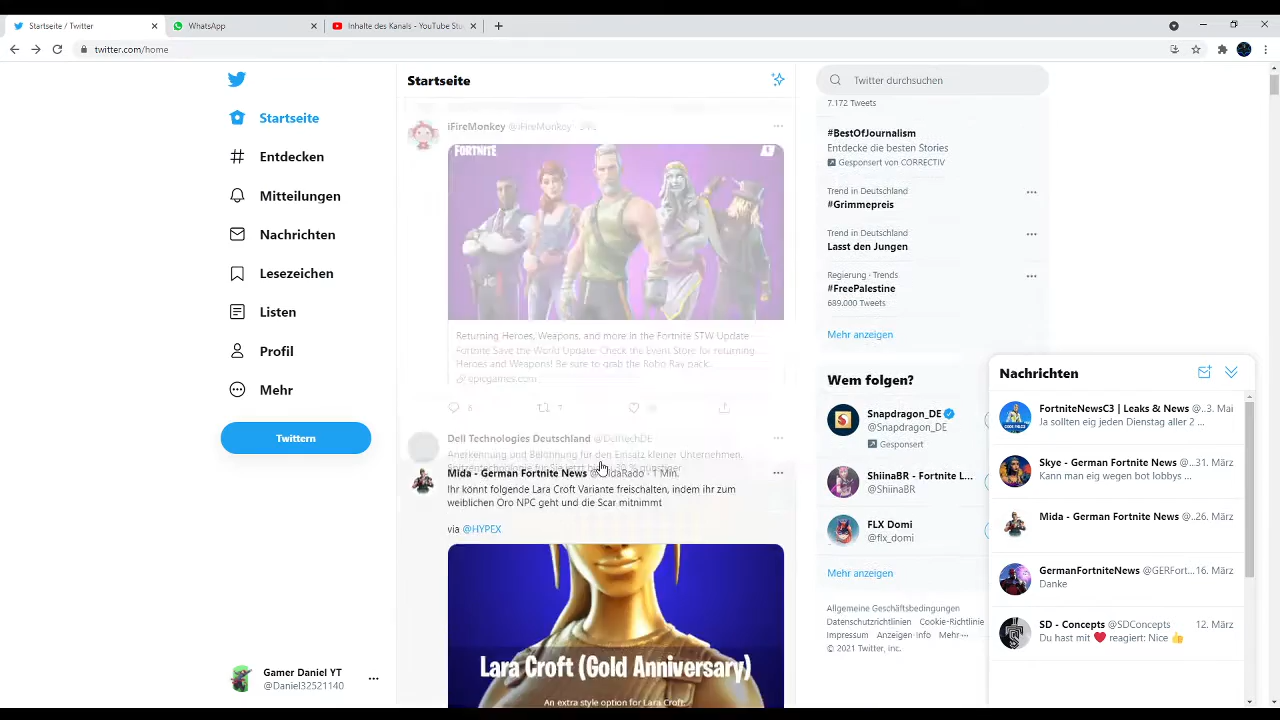 Startseite / Twitter
WhatsApp
Inhalte des Kanals - YouTube Stu
twitter.com/home
Startseite
Entdecken
Mitteilungen
Nachrichten
Lesezeichen
Listen
Profil
Mehr
Twittern
Gamer Daniel YT
@Daniel32521140
Startseite
iFireMonkey @iFireMonkey
FORTNITE
Returning Heroes, Weapons, and more in the Fortnite STW Update
Fortnite Save the World Update: Check the Event Store for returning
Heroes and Weapons! Be sure to grab the Robo Ray pack.
epicgames.com
6
7
Dell Technologies Deutschland @DellTechDE
Anerkennung und Belohnung für den Einsatz kleiner Unternehmen.
Mida - German Fortnite News @MidaRado · 1 Min.
Ihr könnt folgende Lara Croft Variante freischalten, indem ihr zum
weiblichen Oro NPC geht und die Scar mitnimmt
via @HYPEX
Lara Croft (Gold Anniversary)
An extra style option for Lara Croft.
Twitter durchsuchen
7.172 Tweets
#BestOfJournalism
Entdecke die besten Stories
Gesponsert von CORRECTIV
Trend in Deutschland
#Grimmepreis
Trend in Deutschland
Lasst den Jungen
Regierung · Trends
#FreePalestine
689.000 Tweets
Mehr anzeigen
Wem folgen?
Snapdragon_DE
@Snapdragon_DE
Gesponsert
ShiinaBR - Fortnite L...
@ShiinaBR
FLX Domi
@flx_domi
Mehr anzeigen
Allgemeine Geschäftsbedingungen
Datenschutzrichtlinien Cookie-Richtlinie
Impressum Anzeigen-Info Mehr···
© 2021 Twitter, Inc.
Nachrichten
FortniteNewsC3 | Leaks & News @...3. Mai
Ja sollten eig jeden Dienstag aller 2 ...
Skye - German Fortnite News @...31. März
Kann man eig wegen bot lobbys ...
Mida - German Fortnite News @...26. März
GermanFortniteNews @GERFort...16. März
Danke
SD - Concepts @SDConcepts 12. März
Du hast mit ❤️ reagiert: Nice 👍